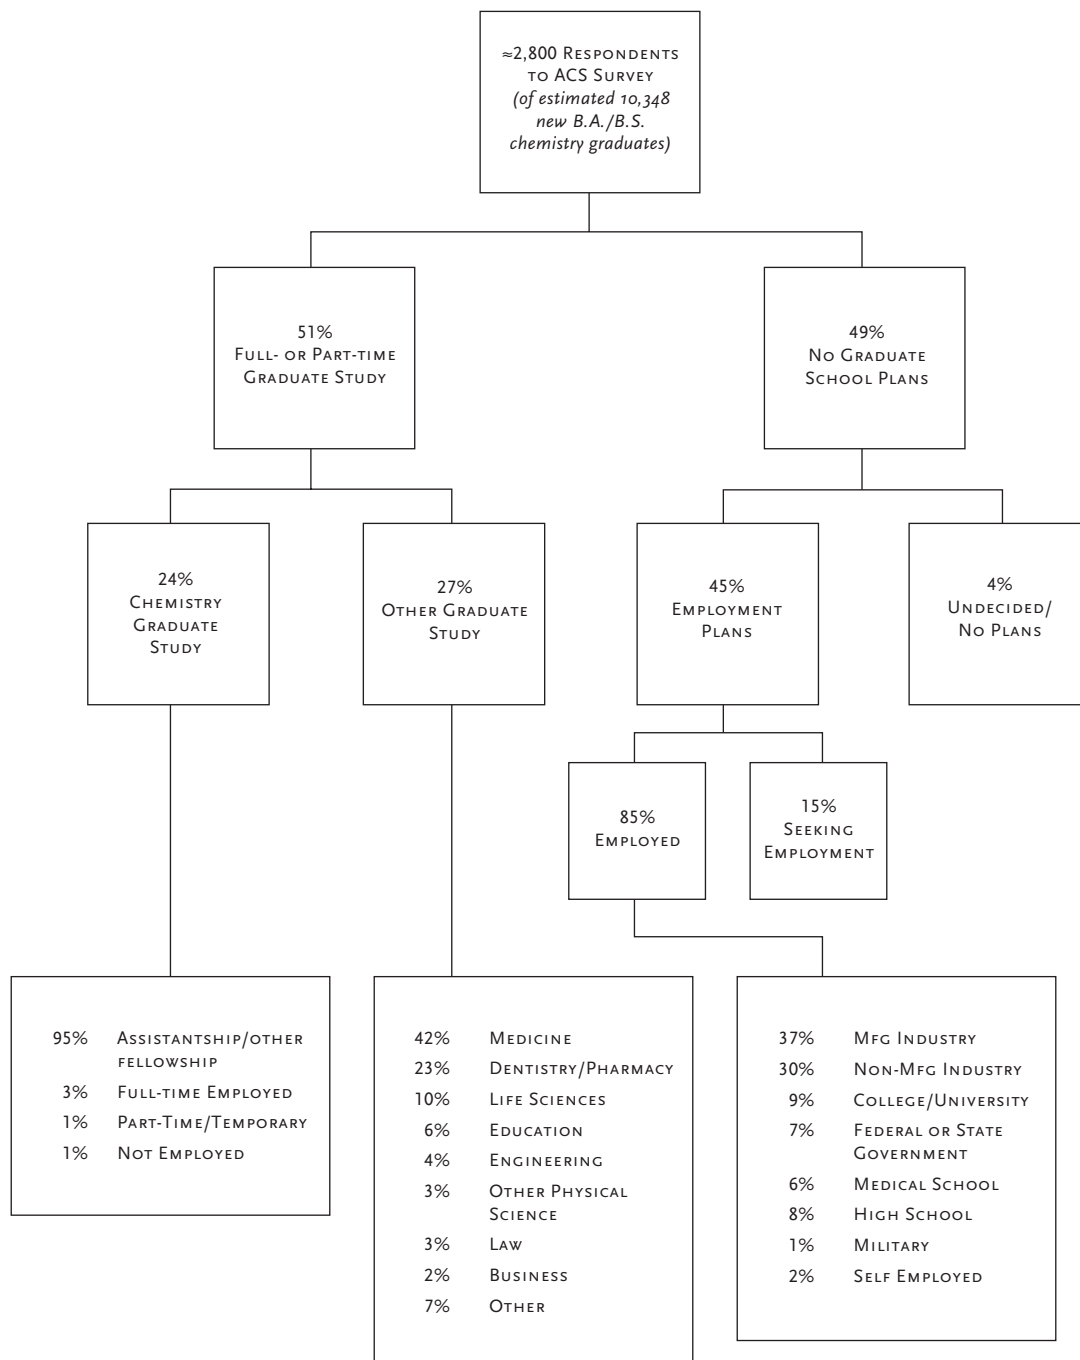 ≈2,800 Respondents
to ACS Survey
(of estimated 10,348
new B.A./B.S.
chemistry graduates)
51%
Full- or Part-time
Graduate Study
49%
No Graduate
School Plans
24%
Chemistry
Graduate
Study
27%
Other Graduate
Study
45%
Employment
Plans
4%
Undecided/
No Plans
85%
Employed
15%
Seeking
Employment
95% Assistantship/other
fellowship
3% Full-time Employed
1% Part-Time/Temporary
1% Not Employed
42% Medicine
23% Dentistry/Pharmacy
10% Life Sciences
6% Education
4% Engineering
3% Other Physical
Science
3% Law
2% Business
7% Other
37% Mfg Industry
30% Non-Mfg Industry
9% College/University
7% Federal or State
Government
6% Medical School
8% High School
1% Military
2% Self Employed